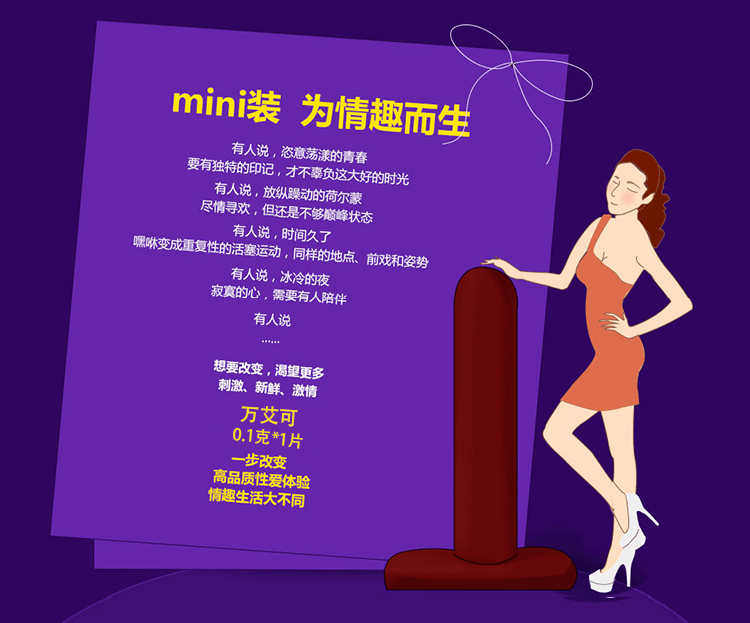 mini装 为情趣而生
有人说，恣意荡漾的青春
要有独特的印记，才不辜负这大好的时光
有人说，放纵躁动的荷尔蒙
尽情寻欢，但还是不够巅峰状态
有人说，时间久了
嘿咻变成重复性的活塞运动，同样的地点、前戏和姿势
有人说，冰冷的夜
寂寞的心，需要有人陪伴
有人说
......
想要改变，渴望更多
刺激、新鲜、激情
万艾可
0.1克*1片
一步改变
高品质性爱体验
情趣生活大不同